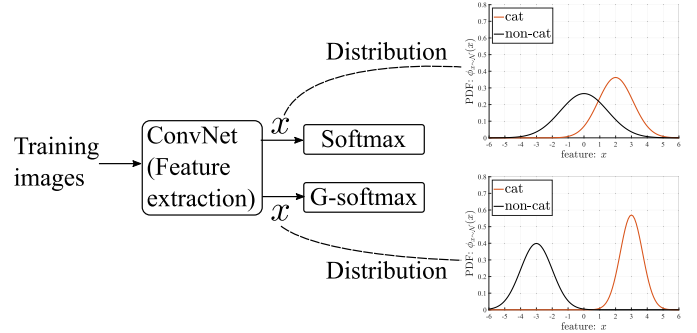 Training
images
ConvNet
(Feature
extraction)
x
Softmax
x
G-softmax
Distribution
Distribution
PDF: ϕx∼N(x)
0.8
0.7
0.6
0.5
0.4
0.3
0.2
0.1
0
cat
non-cat
-6 -5 -4 -3 -2 -1 0 1 2 3 4 5 6
feature: x
PDF: ϕx∼N(x)
0.8
0.7
0.6
0.5
0.4
0.3
0.2
0.1
0
cat
non-cat
-6 -5 -4 -3 -2 -1 0 1 2 3 4 5 6
feature: x